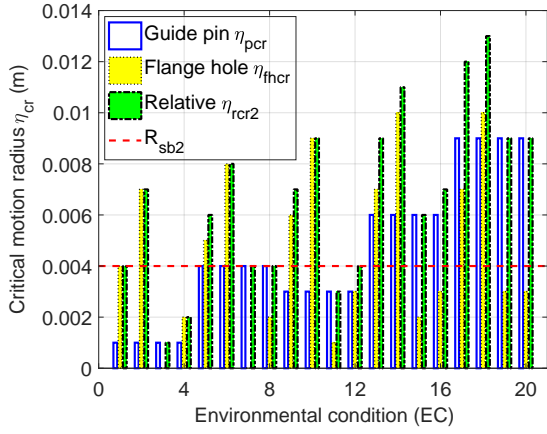 0.014
0.012
0.01
0.008
0.006
0.004
0.002
0
Critical motion radius η_cr (m)
Guide pin η_pcr
Flange hole η_fhcr
Relative η_rcr2
R_sb2
0 4 8 12 16 20
Environmental condition (EC)